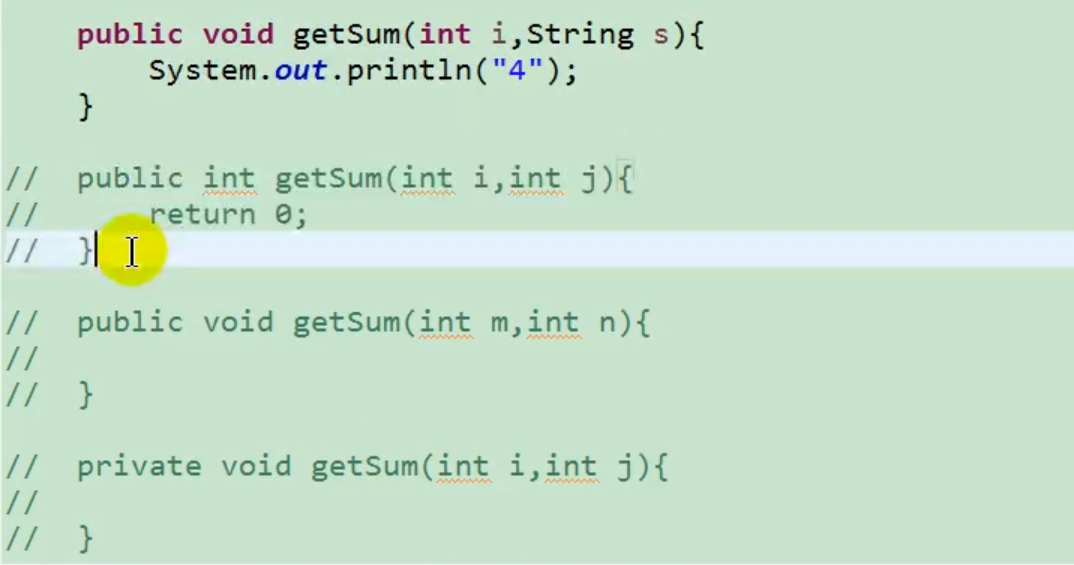 public void getSum(int i,String s){
System.out.println("4");
}
// public int getSum(int i,int j){
// return 0;
// }
// public void getSum(int m,int n){
//
// }
// private void getSum(int i,int j){
//
// }